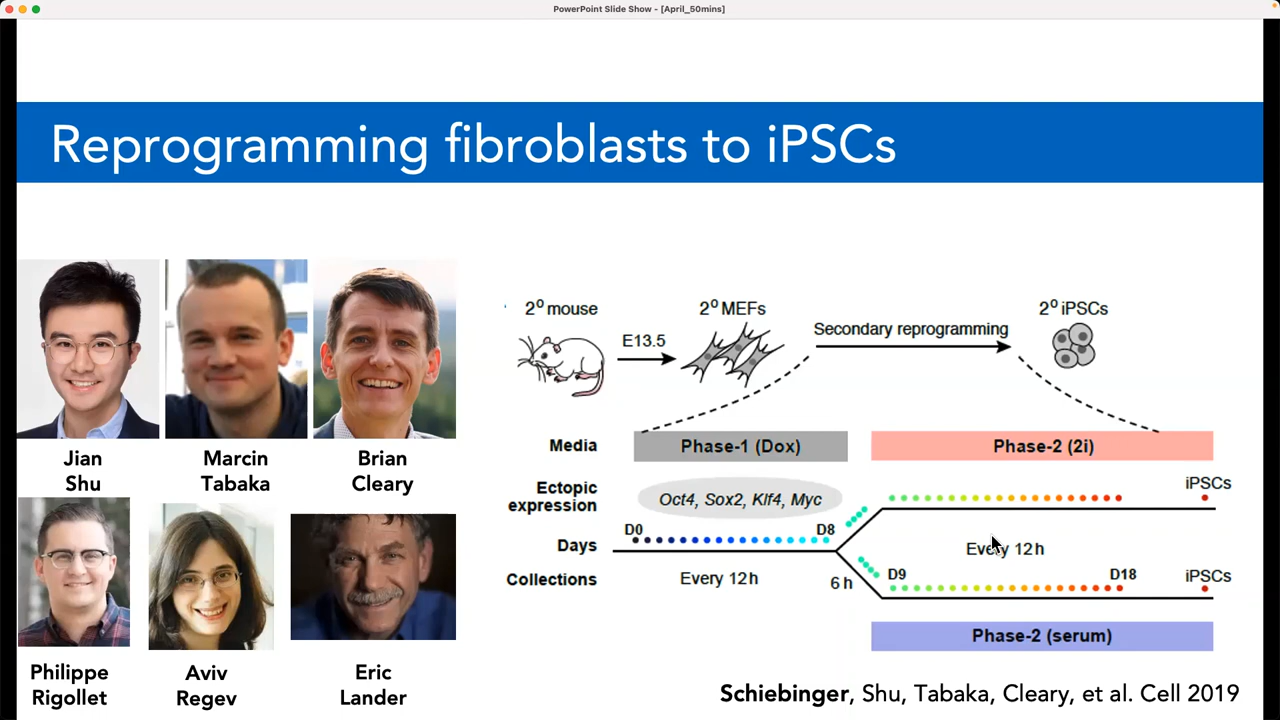 PowerPoint Slide Show - [April_50mins]
Reprogramming fibroblasts to iPSCs
Jian
Shu
Marcin
Tabaka
Brian
Cleary
Philippe
Rigollet
Aviv
Regev
Eric
Lander
2º mouse
E13.5
2º MEFs
Secondary reprogramming
2º iPSCs
Media
Phase-1 (Dox)
Phase-2 (2i)
Ectopic
expression
Oct4, Sox2, Klf4, Myc
iPSCs
D0
D8
Days
Every 12h
Collections
Every 12h
6h
D9
D18
iPSCs
Phase-2 (serum)
Schiebinger, Shu, Tabaka, Cleary, et al. Cell 2019